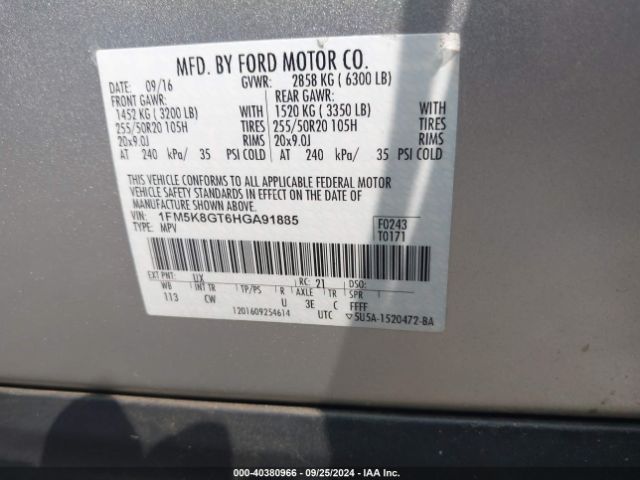 MFD. BY FORD MOTOR CO.
DATE: 09/16 GVWR: 2858 KG ( 6300 LB)
FRONT GAWR: REAR GAWR:
1452 KG ( 3200 LB) WITH 1520 KG ( 3350 LB) WITH
255/50R20 105H TIRES 255/50R20 105H TIRES
20x9.0J RIMS 20x9.0J RIMS
AT 240 kPa/ 35 PSI COLD AT 240 kPa/ 35 PSI COLD
THIS VEHICLE CONFORMS TO ALL APPLICABLE FEDERAL MOTOR
VEHICLE SAFETY STANDARDS IN EFFECT ON THE DATE OF
MANUFACTURE SHOWN ABOVE.
VIN: 1FM5K8GT6HGA91885 F0243
TYPE: MPV T0171
EXT PNT: UX RC: 21 DSO:
WB INT TR TP/PS R AXLE TR SPR
113 CW U 3E C FFFF
1201609254614 UTC ▽5U5A-1520472-BA
000-40380966 • 09/25/2024 • IAA Inc.